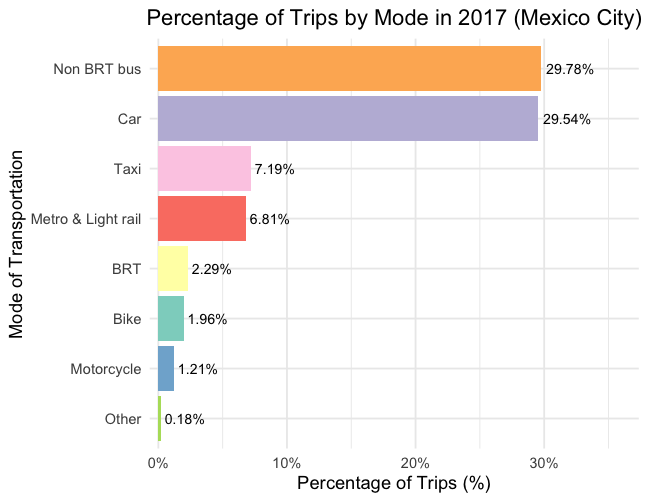 Percentage of Trips by Mode in 2017 (Mexico City)
Mode of Transportation
Non BRT bus 29.78%
Car 29.54%
Taxi 7.19%
Metro & Light rail 6.81%
BRT 2.29%
Bike 1.96%
Motorcycle 1.21%
Other 0.18%
0% 10% 20% 30%
Percentage of Trips (%)